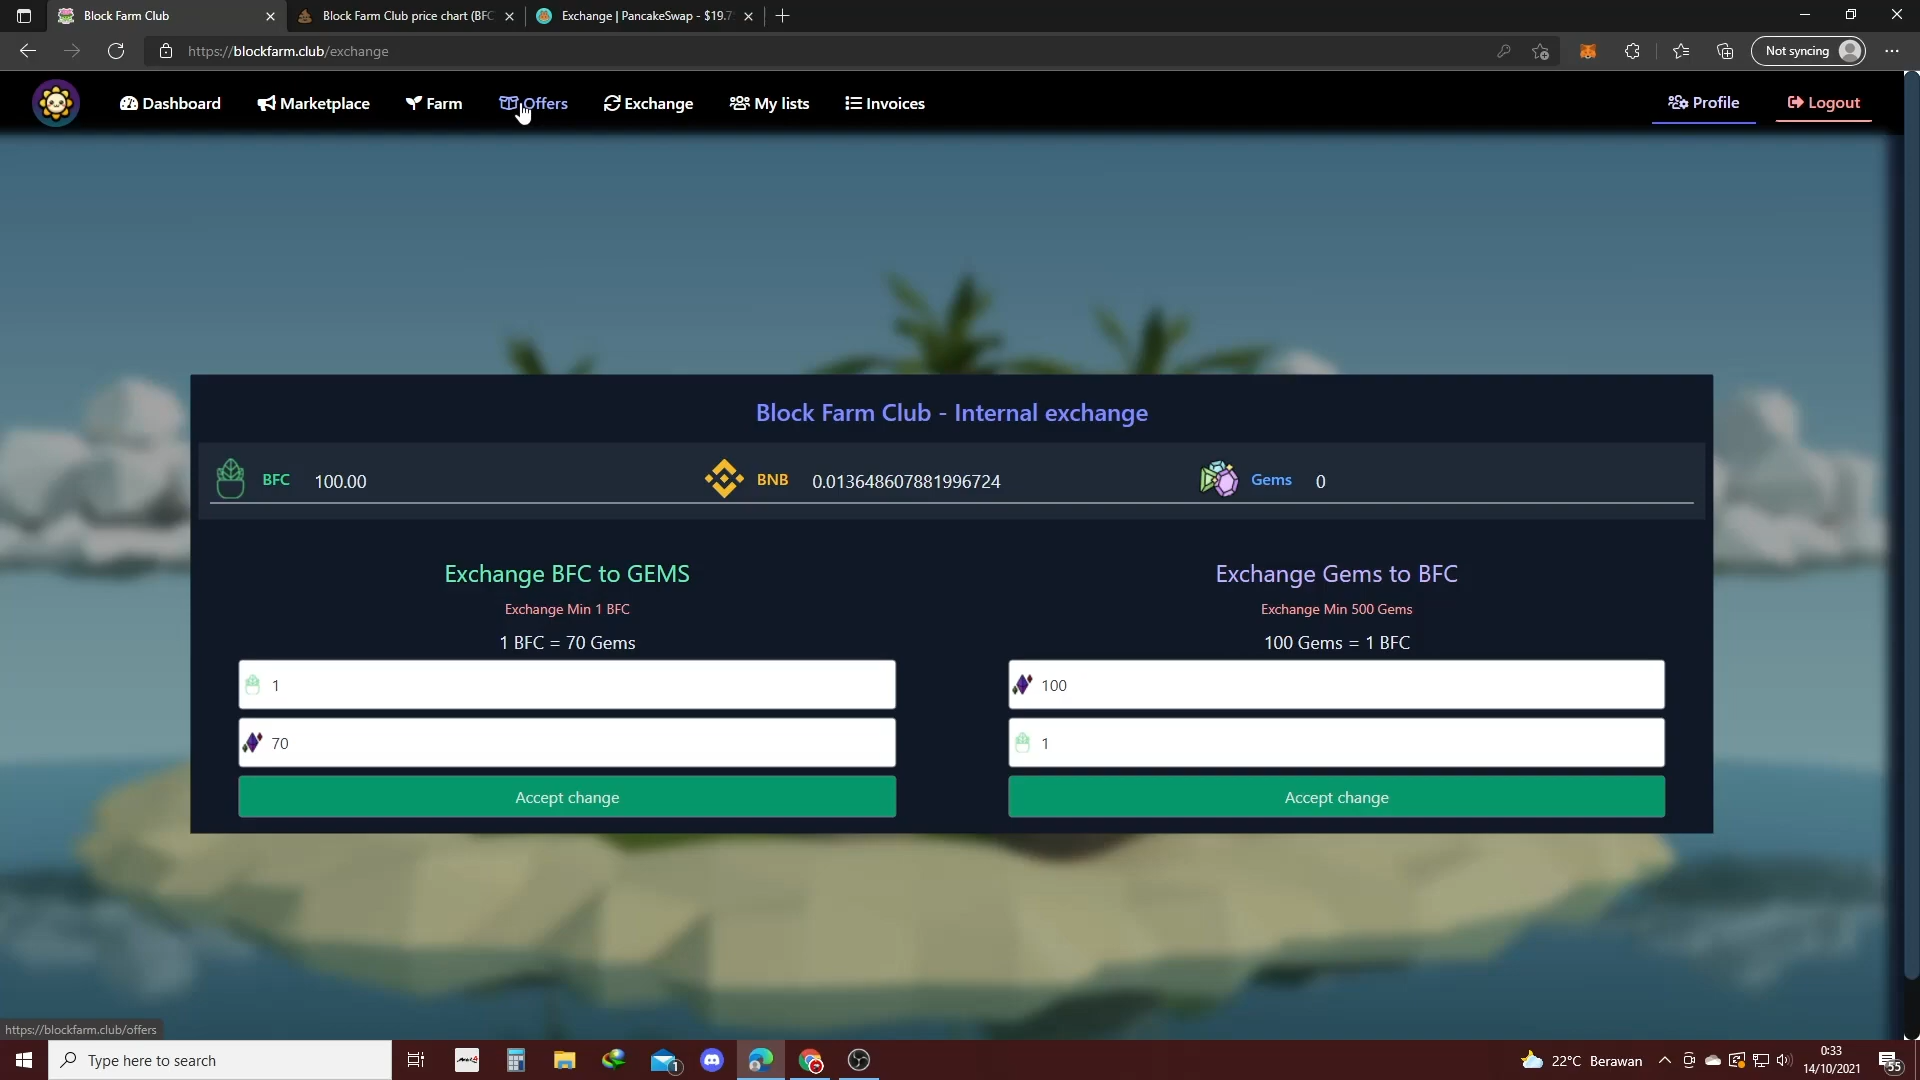 Block Farm Club
Block Farm Club price chart (BFC
Exchange | PancakeSwap - $19.7
https://blockfarm.club/exchange
Not syncing
Dashboard
Marketplace
Farm
Offers
Exchange
My lists
Invoices
Profile
Logout
Block Farm Club - Internal exchange
BFC 100.00
BNB 0.013648607881996724
Gems 0
Exchange BFC to GEMS
Exchange Min 1 BFC
1 BFC = 70 Gems
1
70
Accept change
Exchange Gems to BFC
Exchange Min 500 Gems
100 Gems = 1 BFC
100
1
Accept change
https://blockfarm.club/offers
Type here to search
1
22°C Berawan
0:33
14/10/2021
55